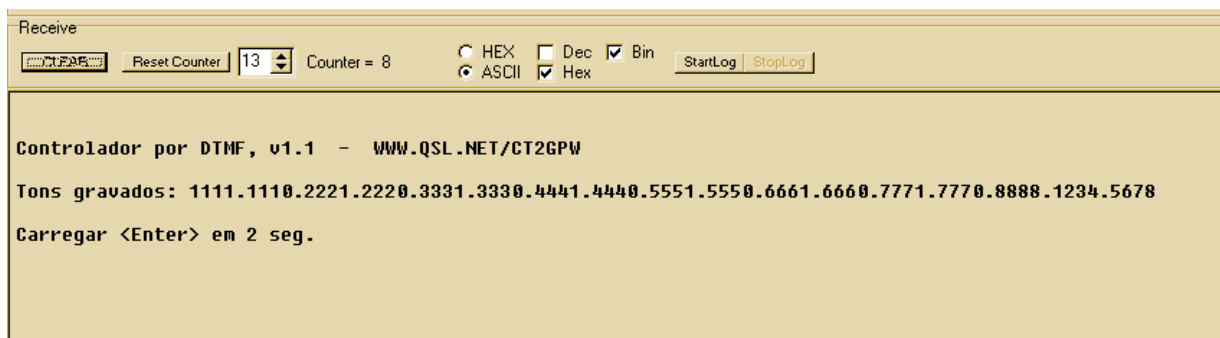 Receive
CLEAR Reset Counter 13 Counter = 8 HEX Dec Bin StartLog StopLog
ASCII Hex
Controlador por DTMF, v1.1 - WWW.QSL.NET/CT2GPW
Tons gravados: 1111.1110.2221.2220.3331.3330.4441.4440.5551.5550.6661.6660.7771.7770.8888.1234.5678
Carregar <Enter> em 2 seg.